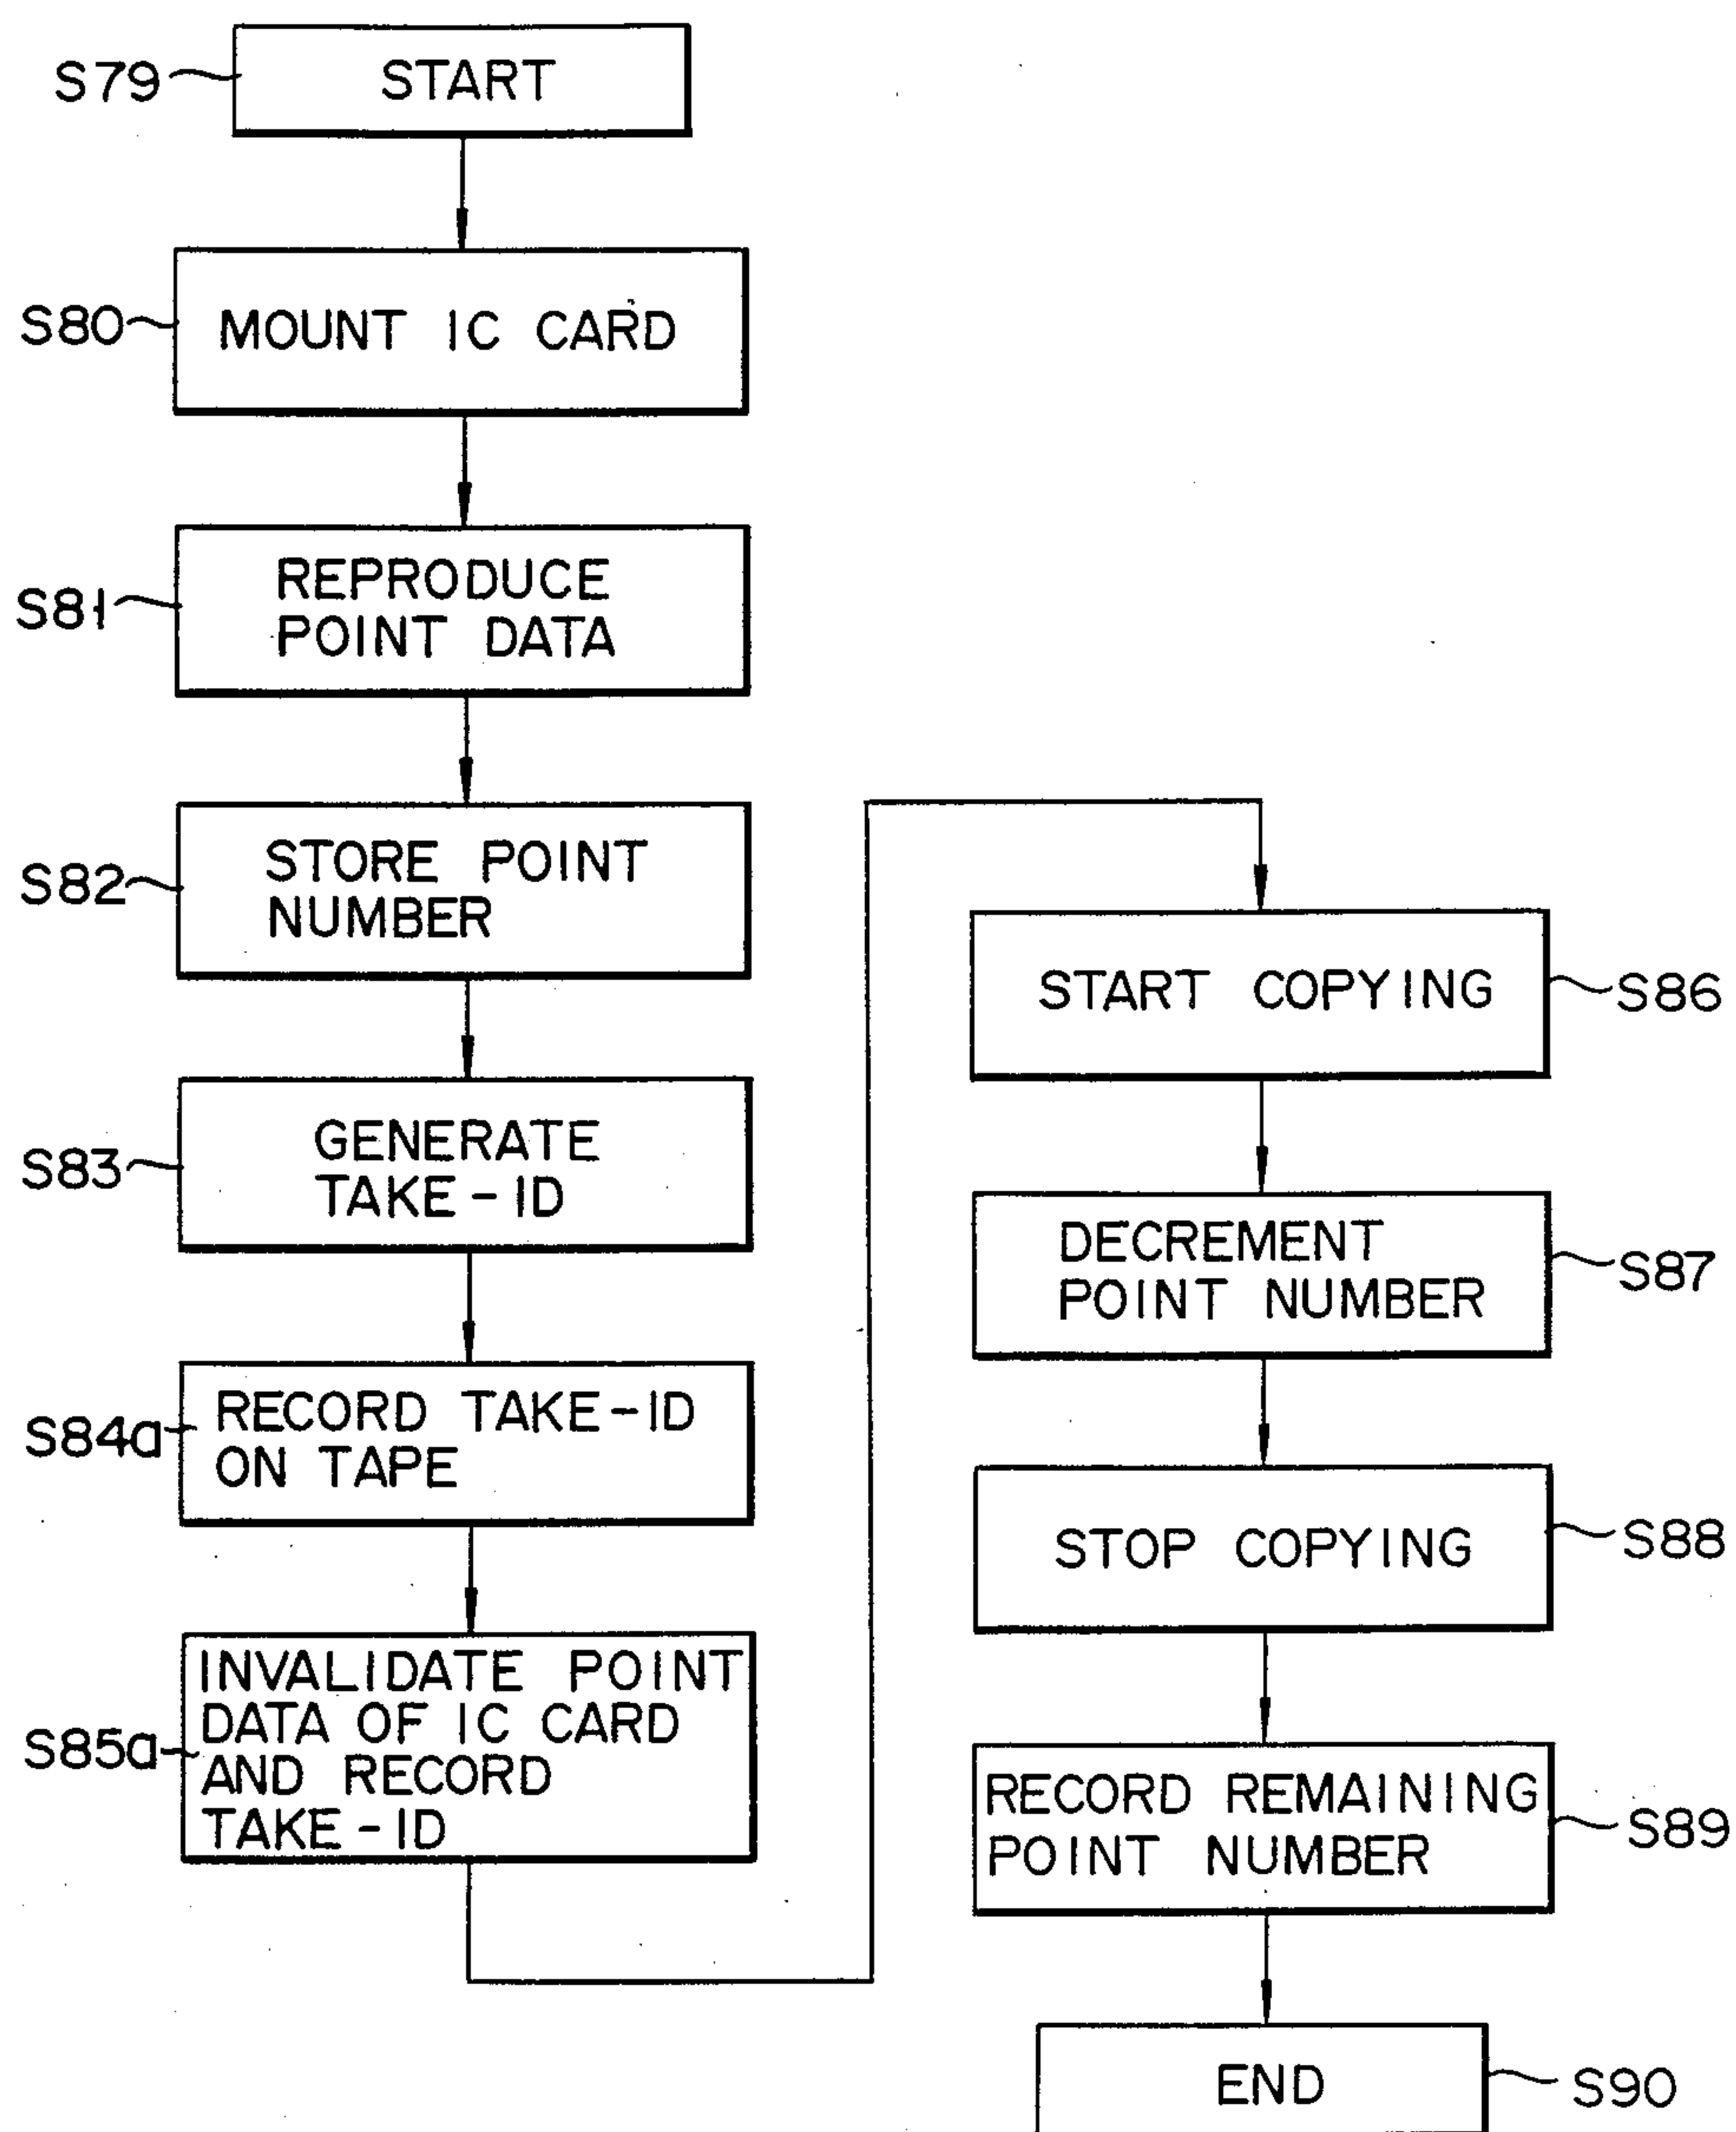 S79
START
S80
MOUNT IC CARD
S81
REPRODUCE
POINT DATA
S82
STORE POINT
NUMBER
S83
GENERATE
TAKE-ID
S84a
RECORD TAKE-ID
ON TAPE
S85a
INVALIDATE POINT
DATA OF IC CARD
AND RECORD
TAKE-ID
START COPYING
S86
DECREMENT
POINT NUMBER
S87
STOP COPYING
S88
RECORD REMAINING
POINT NUMBER
S89
END
S90